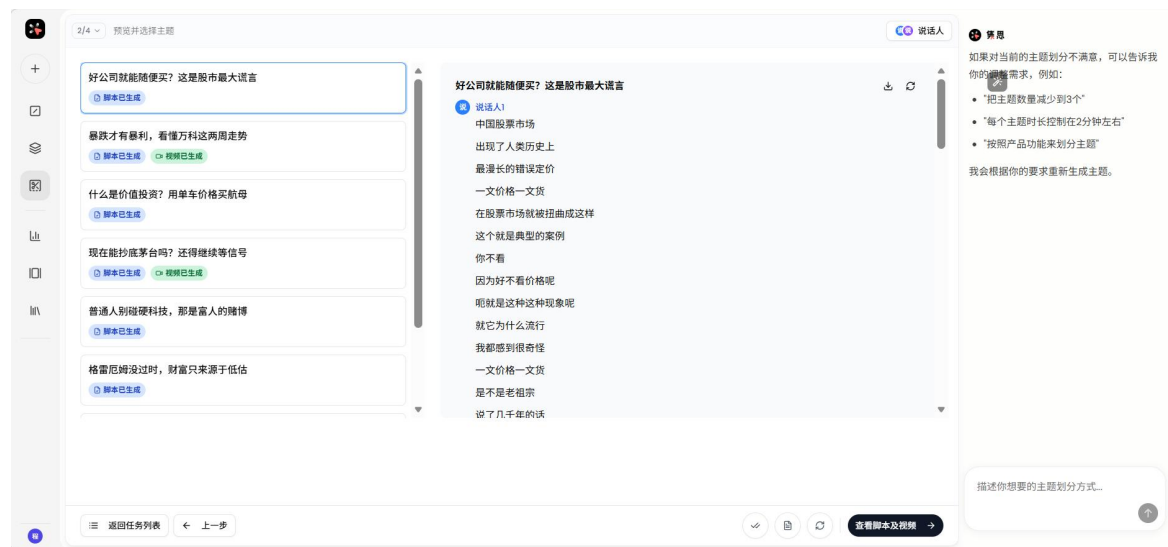 2/4 预览并选择主题
说话人
好公司就能随便买？这是股市最大谎言
脚本已生成
暴跌才有暴利，看懂万科这两周走势
脚本已生成 视频已生成
什么是价值投资？用单车价格买航母
脚本已生成
现在能抄底茅台吗？还得继续等信号
脚本已生成 视频已生成
普通人别碰硬科技，那是富人的赌博
脚本已生成
格雷厄姆没过时，财富只来源于低估
脚本已生成
好公司就能随便买？这是股市最大谎言
说 说话人1
中国股票市场
出现了人类历史上
最漫长的错误定价
一文价格一文货
在股票市场就被扭曲成这样
这个就是典型的案例
你不看
因为好不看价格呢
呃就是这种这种现象呢
就它为什么流行
我都感到很奇怪
一文价格一文货
是不是老祖宗
说了几千年的话
返回任务列表
上一步
查看脚本及视频
程
如果对当前的主题划分不满意，可以告诉我
你的调整需求，例如：
"把主题数量减少到3个"
"每个主题时长控制在2分钟左右"
"按照产品功能来划分主题"
我会根据你的要求重新生成主题。
描述你想要的主题划分方式...